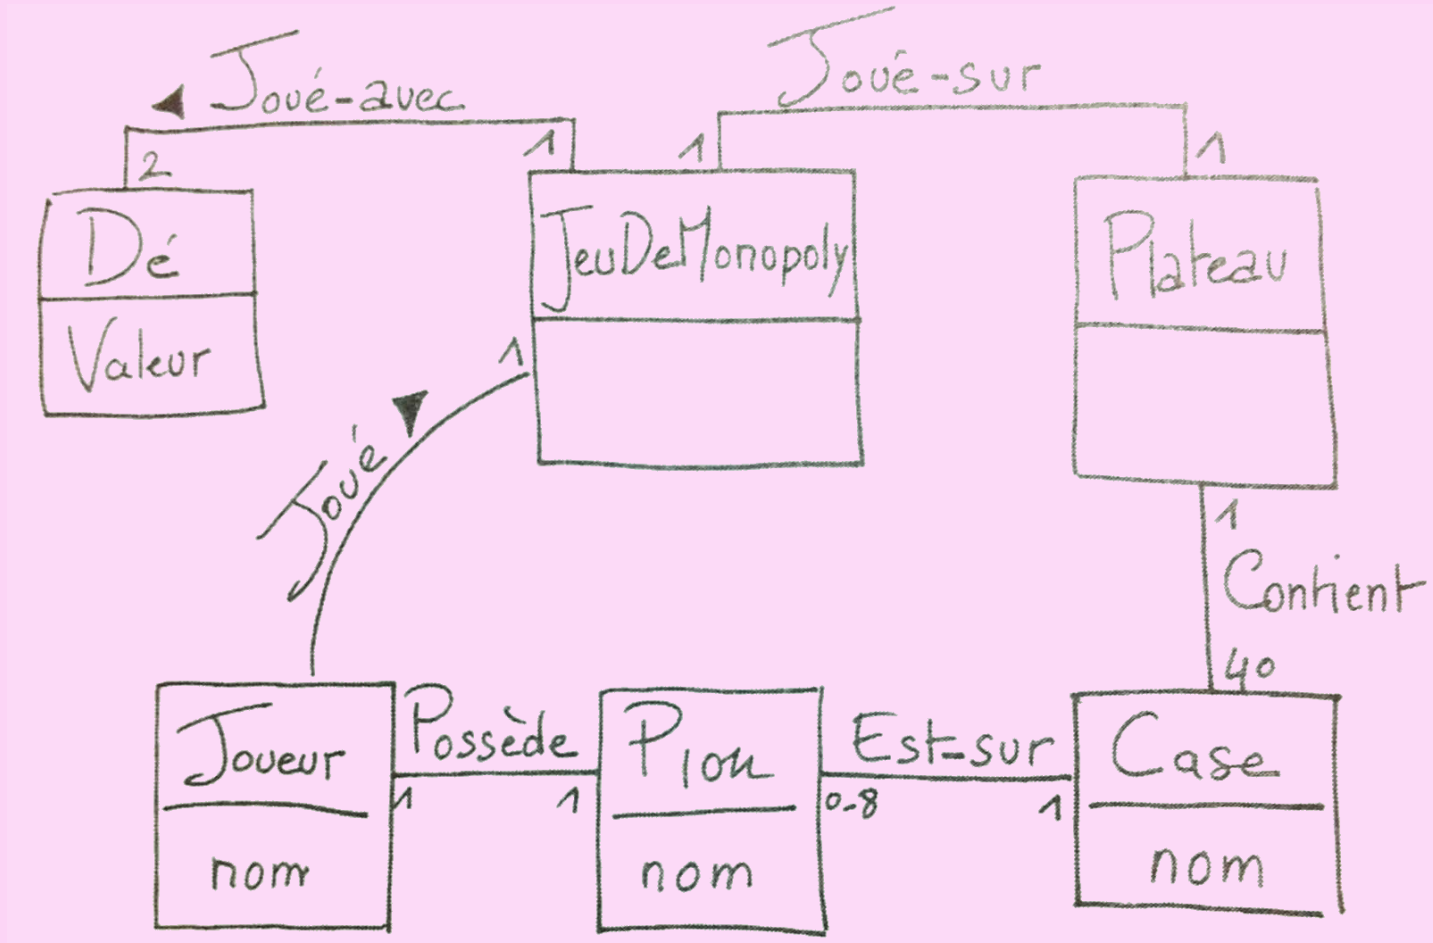 ◀ Joué-avec
Joué-sur
2
1
1
1
Dé
Valeur
JeuDeMonopoly
Plateau
1
Joué ▼
1
Contient
40
Joueur
nom
Possède
1
1
Pion
nom
Est-sur
0-8
1
Case
nom